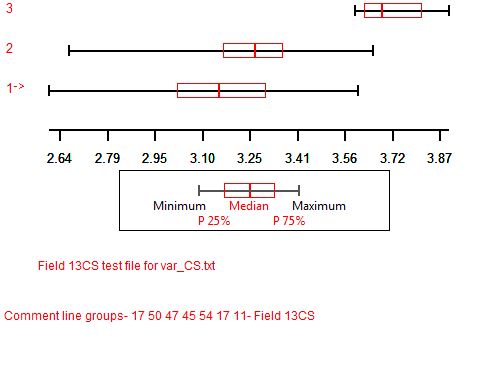 3
2
1->
2.64 2.79 2.95 3.10 3.25 3.41 3.56 3.72 3.87
Minimum Median Maximum
P 25% P 75%
Field 13CS test file for var_CS.txt
Comment line groups- 17 50 47 45 54 17 11- Field 13CS